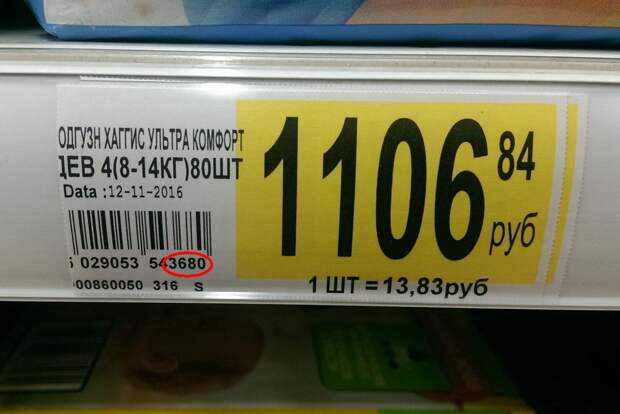 ОДГУЗН ХАГГИС УЛЬТРА КОМФОРТ
ДЕВ 4(8-14КГ)80ШТ
Data :12-11-2016
029053 543680
00860050 316 S
1106 84
руб
1 ШТ =13,83руб